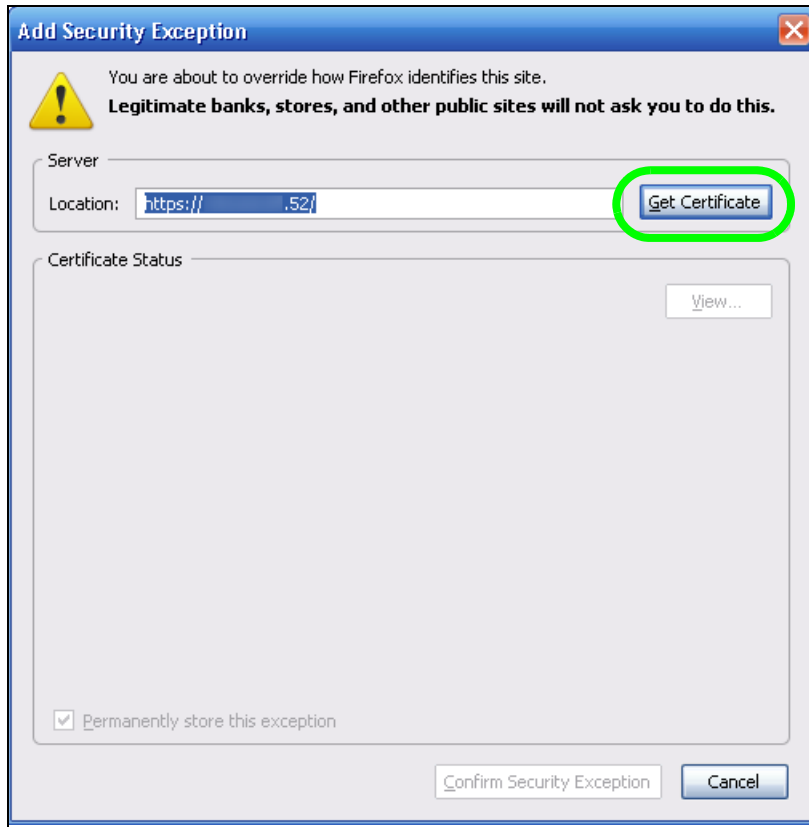 Add Security Exception
You are about to override how Firefox identifies this site.
Legitimate banks, stores, and other public sites will not ask you to do this.
Server
Location: https:// .52/ Get Certificate
Certificate Status
View...
Permanently store this exception
Confirm Security Exception Cancel